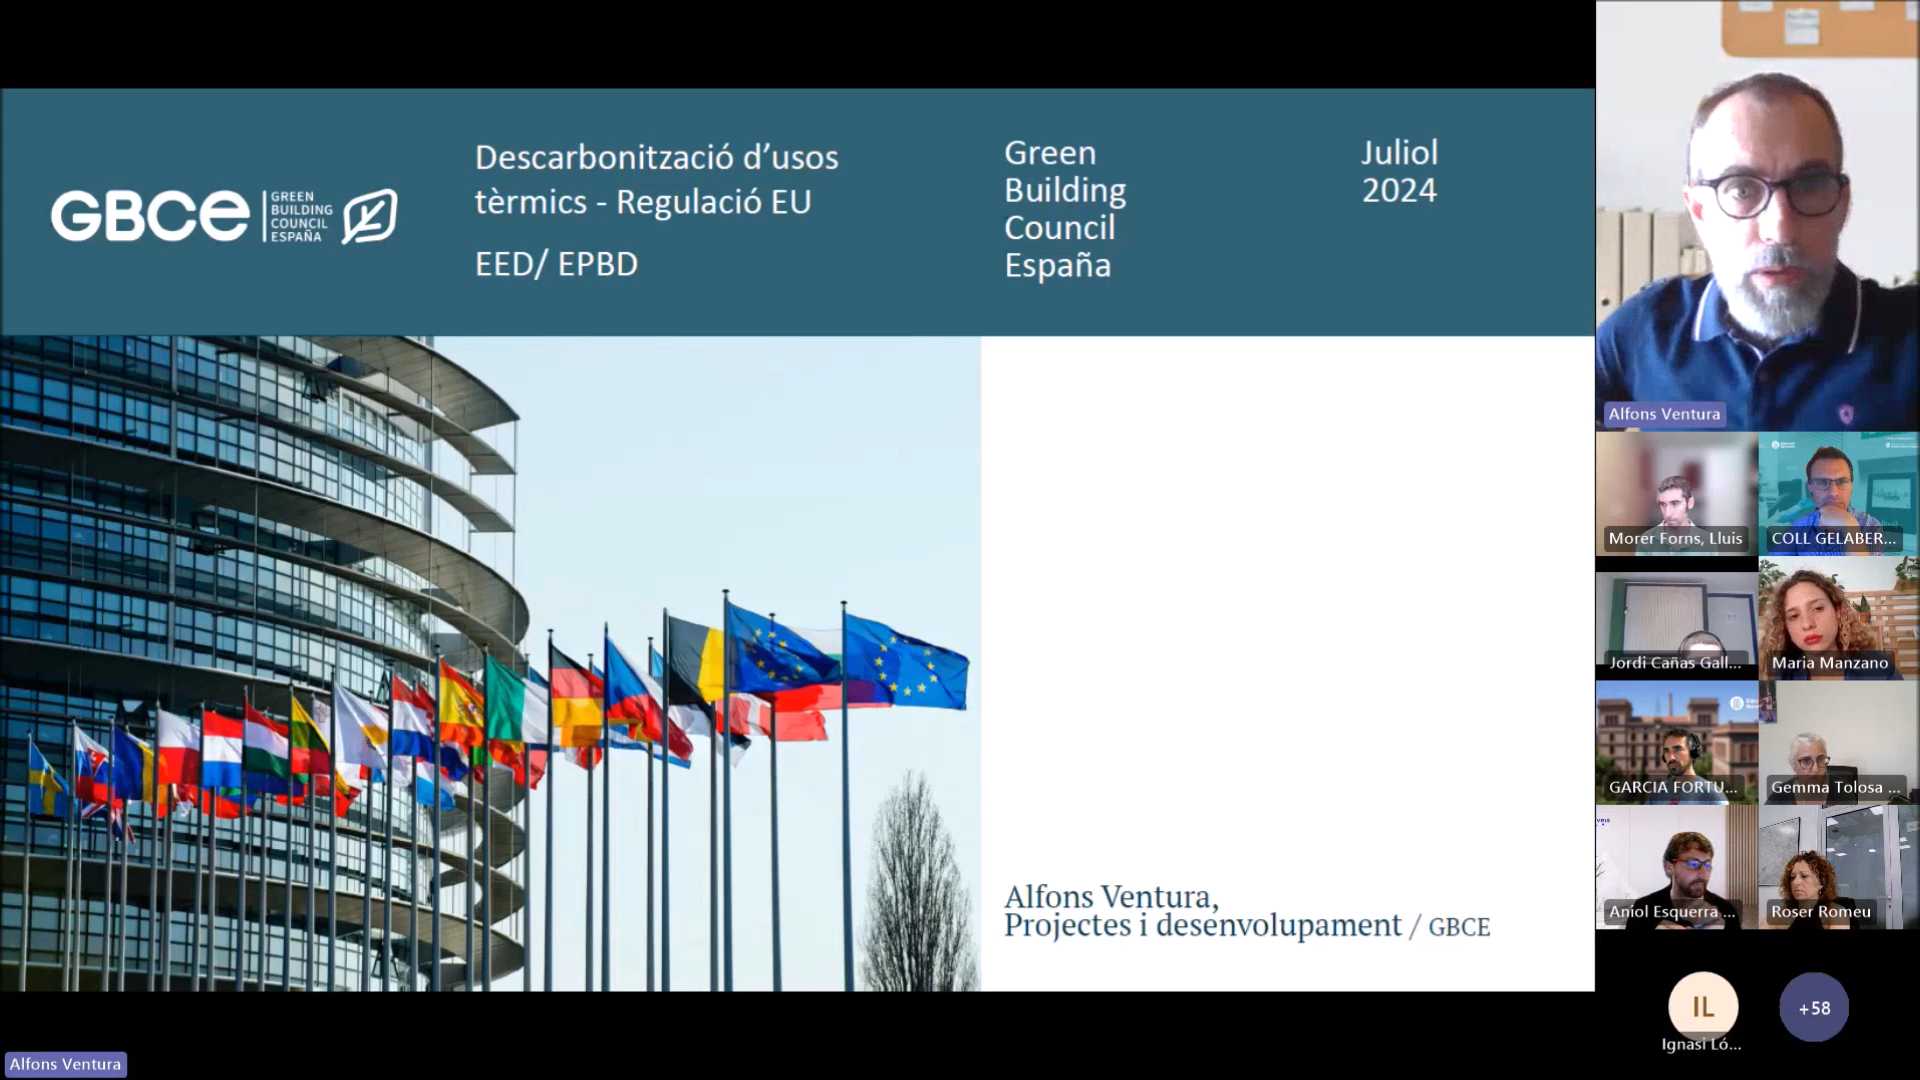 GBCe
GREEN
BUILDING
COUNCIL
ESPAÑA
Descarbonització d’usos
tèrmics - Regulació EU
EED/ EPBD
Green
Building
Council
España
Juliol
2024
Alfons Ventura,
Projectes i desenvolupament / GBCE
Alfons Ventura
Morer Forns, Lluis
COLL GELABER...
Jordi Cañas Gall...
Maria Manzano
GARCIA FORTU...
Gemma Tolosa ...
Aniol Esquerra ...
Roser Romeu
IL
Ignasi Ló...
+58
Alfons Ventura